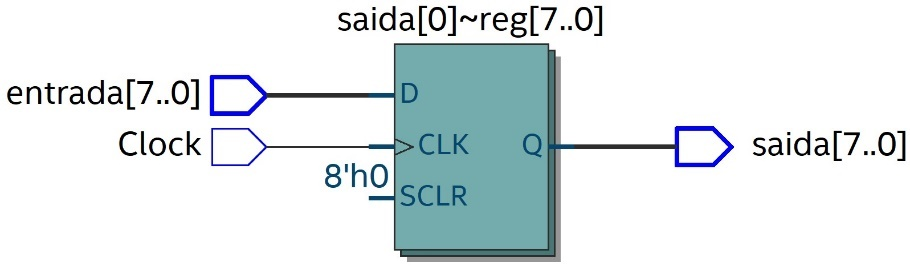 saida[0]~reg[7..0]
entrada[7..0]
D
Clock
CLK
Q
saida[7..0]
8'h0
SCLR